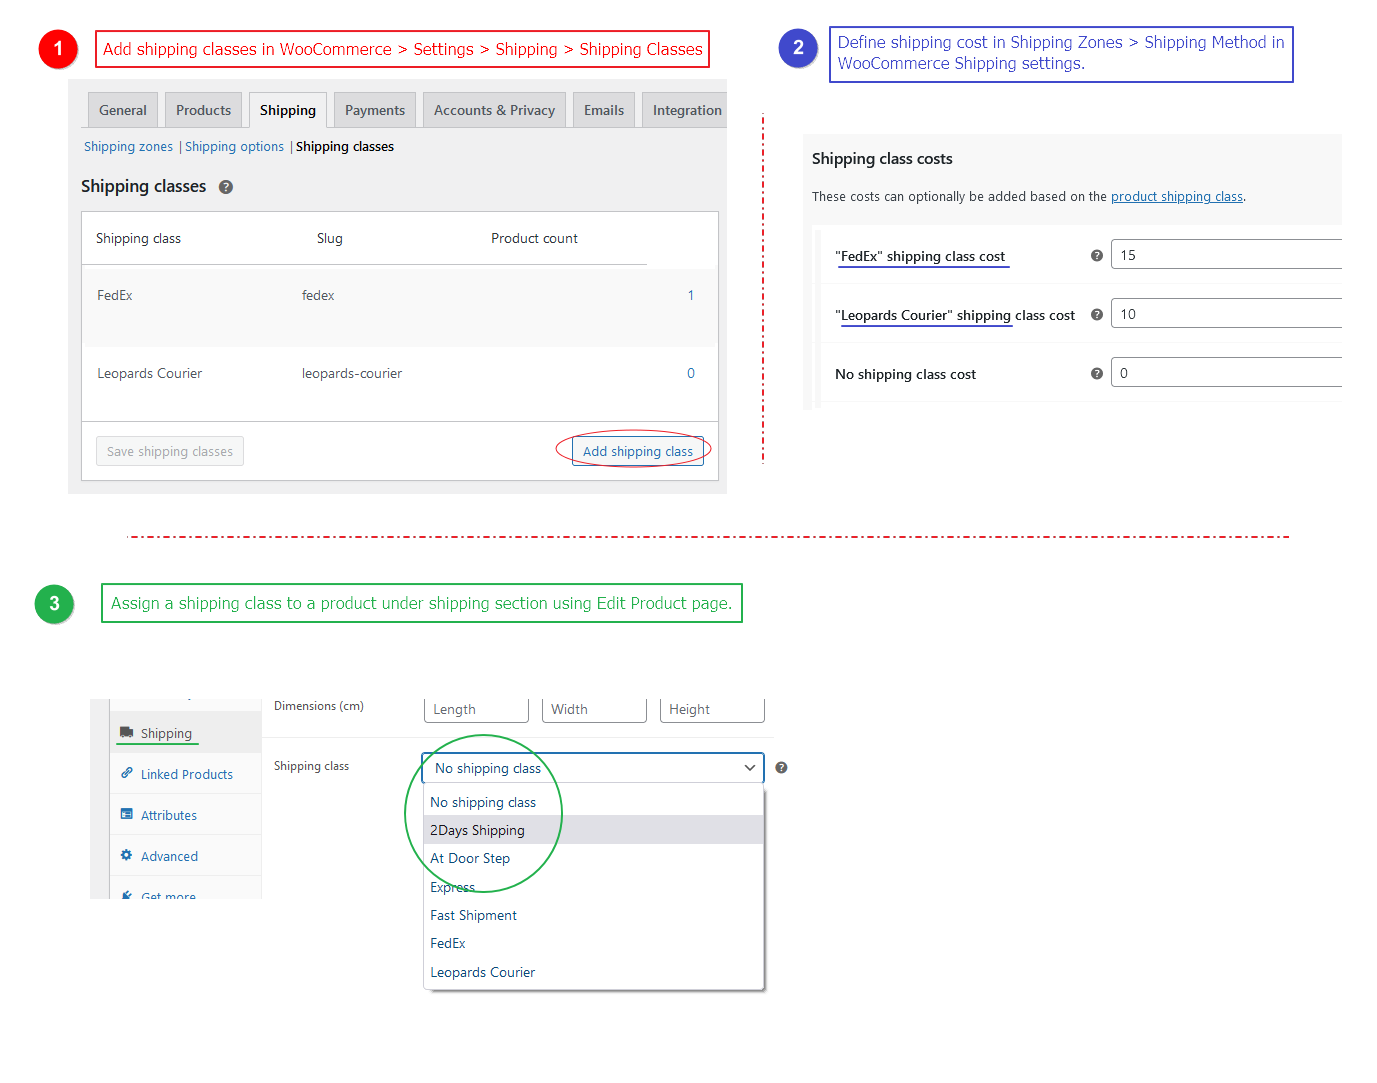 1
Add shipping classes in WooCommerce > Settings > Shipping > Shipping Classes
General Products Shipping Payments Accounts & Privacy Emails Integration
Shipping zones | Shipping options | Shipping classes
Shipping classes ?
Shipping class Slug Product count
FedEx fedex 1
Leopards Courier leopards-courier 0
Save shipping classes Add shipping class
2
Define shipping cost in Shipping Zones > Shipping Method in
WooCommerce Shipping settings.
Shipping class costs
These costs can optionally be added based on the product shipping class.
"FedEx" shipping class cost ? 15
"Leopards Courier" shipping class cost ? 10
No shipping class cost ? 0
3
Assign a shipping class to a product under shipping section using Edit Product page.
Shipping
Linked Products
Attributes
Advanced
Get more
Dimensions (cm) Length Width Height
Shipping class No shipping class ?
No shipping class
2Days Shipping
At Door Step
Express
Fast Shipment
FedEx
Leopards Courier